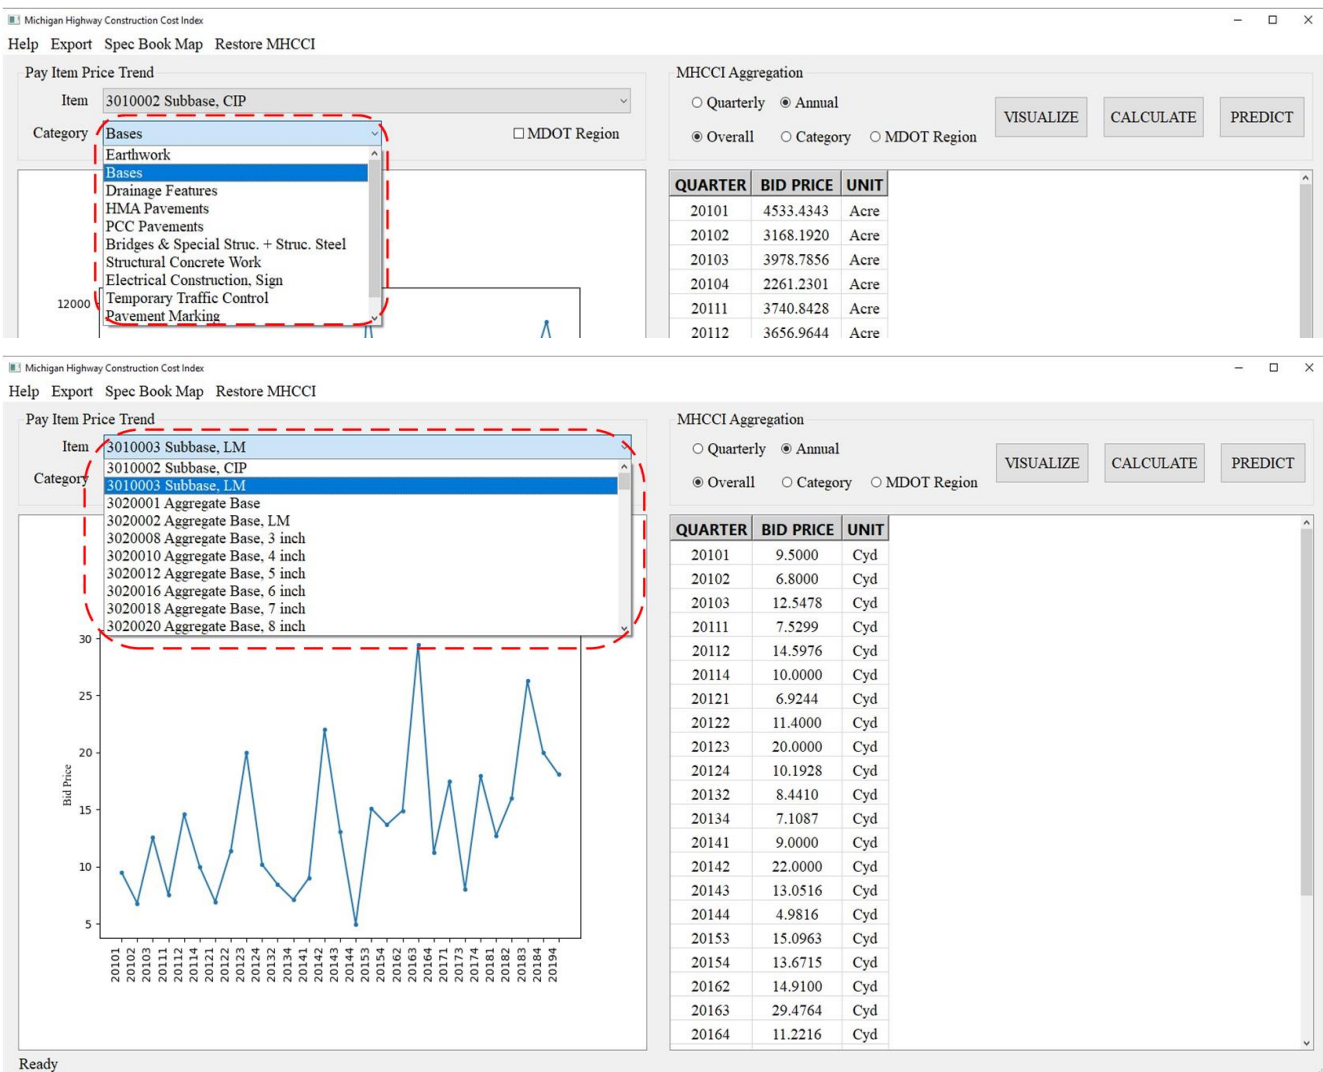 Michigan Highway Construction Cost Index
Help Export Spec Book Map Restore MHCCI
Pay Item Price Trend
Item 3010002 Subbase, CIP
Category Bases
MDOT Region
Earthwork
Bases
Drainage Features
HMA Pavements
PCC Pavements
Bridges & Special Struc. + Struc. Steel
Structural Concrete Work
Electrical Construction, Sign
Temporary Traffic Control
Pavement Marking
12000
MHCCI Aggregation
Quarterly Annual
Overall Category MDOT Region
VISUALIZE CALCULATE PREDICT
QUARTER BID PRICE UNIT
20101 4533.4343 Acre
20102 3168.1920 Acre
20103 3978.7856 Acre
20104 2261.2301 Acre
20111 3740.8428 Acre
20112 3656.9644 Acre
Michigan Highway Construction Cost Index
Help Export Spec Book Map Restore MHCCI
Pay Item Price Trend
Item 3010003 Subbase, LM
Category
3010002 Subbase, CIP
3010003 Subbase, LM
3020001 Aggregate Base
3020002 Aggregate Base, LM
3020008 Aggregate Base, 3 inch
3020010 Aggregate Base, 4 inch
3020012 Aggregate Base, 5 inch
3020016 Aggregate Base, 6 inch
3020018 Aggregate Base, 7 inch
3020020 Aggregate Base, 8 inch
30
25
20
15
10
5
Bid Price
20101
20102
20103
20111
20112
20114
20121
20122
20123
20124
20132
20134
20141
20142
20143
20144
20153
20154
20162
20163
20164
20171
20173
20174
20181
20182
20183
20184
20194
MHCCI Aggregation
Quarterly Annual
Overall Category MDOT Region
VISUALIZE CALCULATE PREDICT
QUARTER BID PRICE UNIT
20101 9.5000 Cyd
20102 6.8000 Cyd
20103 12.5478 Cyd
20111 7.5299 Cyd
20112 14.5976 Cyd
20114 10.0000 Cyd
20121 6.9244 Cyd
20122 11.4000 Cyd
20123 20.0000 Cyd
20124 10.1928 Cyd
20132 8.4410 Cyd
20134 7.1087 Cyd
20141 9.0000 Cyd
20142 22.0000 Cyd
20143 13.0516 Cyd
20144 4.9816 Cyd
20153 15.0963 Cyd
20154 13.6715 Cyd
20162 14.9100 Cyd
20163 29.4764 Cyd
20164 11.2216 Cyd
Ready